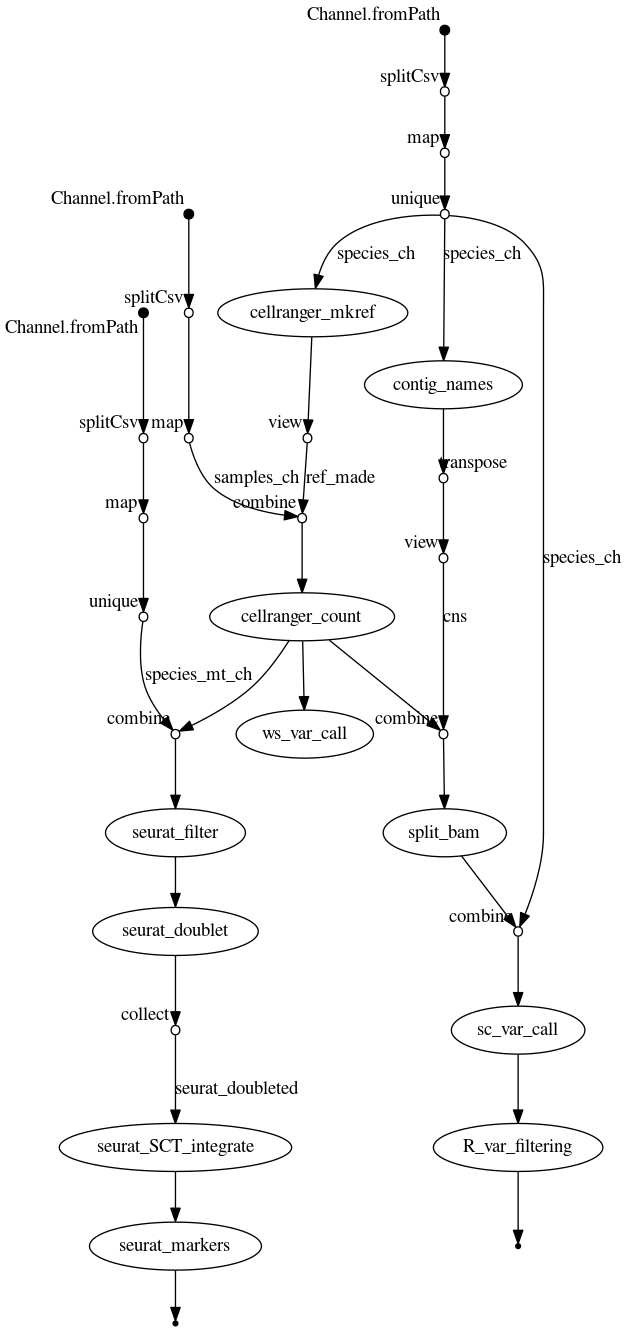 Channel.fromPath
splitCsv
map
unique
Channel.fromPath
species_ch
species_ch
splitCsv
cellranger_mkref
Channel.fromPath
contig_names
splitCsv
map
view
transpose
samples_ch
ref_made
map
combine
view
species_ch
unique
cellranger_count
cns
species_mt_ch
combine
combine
ws_var_call
seurat_filter
split_bam
combine
seurat_doublet
collect
sc_var_call
seurat_doubleted
seurat_SCT_integrate
R_var_filtering
seurat_markers